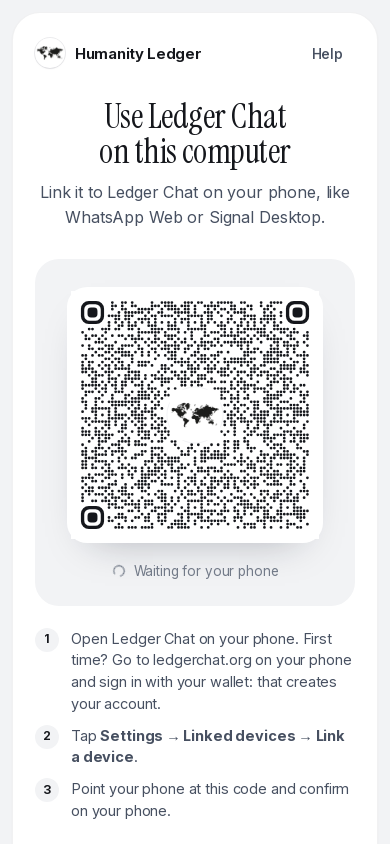 Humanity Ledger
Help
Use Ledger Chat
on this computer
Link it to Ledger Chat on your phone, like
WhatsApp Web or Signal Desktop.
Waiting for your phone
1 Open Ledger Chat on your phone. First
time? Go to ledgerchat.org on your phone
and sign in with your wallet: that creates
your account.
2 Tap Settings → Linked devices → Link
a device.
3 Point your phone at this code and confirm
on your phone.